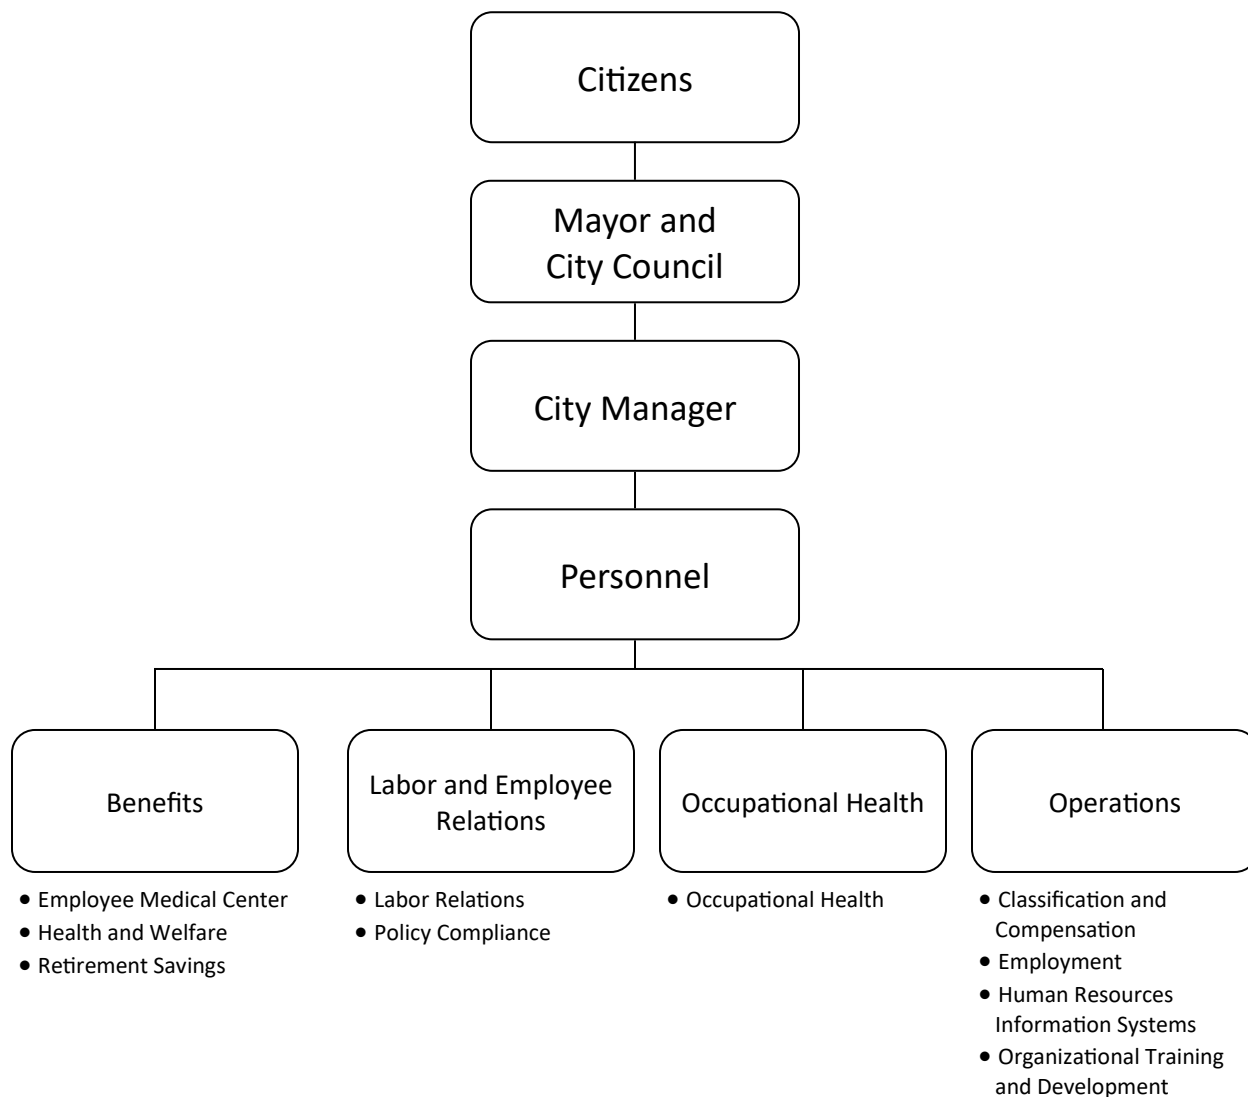 Citizens
Mayor and
City Council
City Manager
Personnel
Benefits
Labor and Employee
Relations
Occupational Health
Operations
• Employee Medical Center
• Health and Welfare
• Retirement Savings
• Labor Relations
• Policy Compliance
• Occupational Health
• Classification and
Compensation
• Employment
• Human Resources
Information Systems
• Organizational Training
and Development